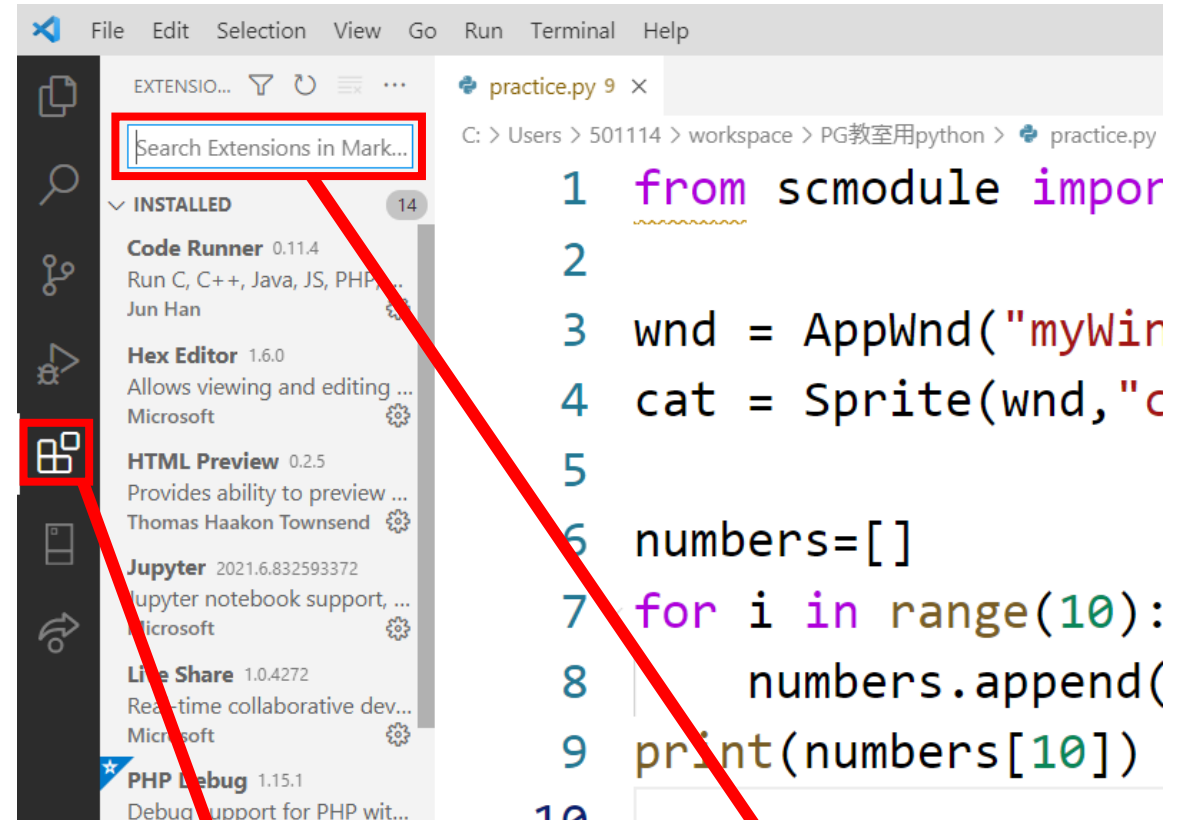 File Edit Selection View Go Run Terminal Help
EXTENSIO...
practice.py 9
Search Extensions in Mark...
C: > Users > 501114 > workspace > PG教室用python > practice.py
INSTALLED 14
Code Runner 0.11.4
Run C, C++, Java, JS, PHP, ...
Jun Han
Hex Editor 1.6.0
Allows viewing and editing ...
Microsoft
HTML Preview 0.2.5
Provides ability to preview ...
Thomas Haakon Townsend
Jupyter 2021.6.832593372
Jupyter notebook support, ...
Microsoft
Live Share 1.0.4272
Real-time collaborative dev...
Microsoft
PHP Debug 1.15.1
Debug support for PHP wit...
1 from scmodule impor
2
3 wnd = AppWnd("myWin
4 cat = Sprite(wnd,"c
5
6 numbers=[]
7 for i in range(10):
8 numbers.append(
9 print(numbers[10])
10